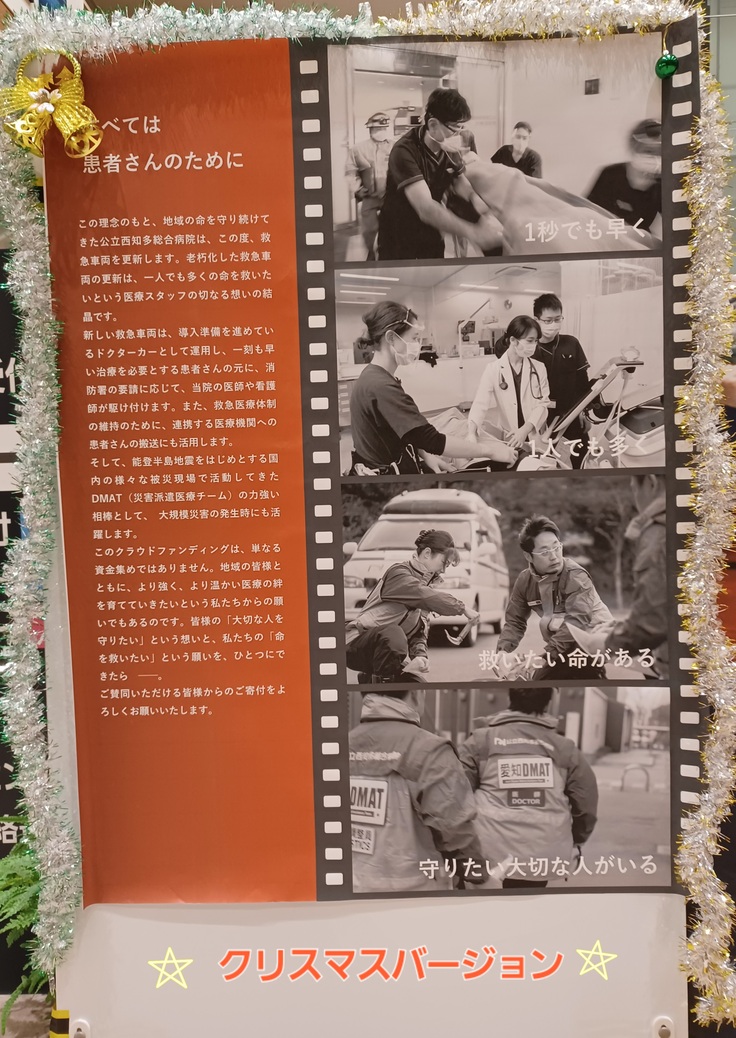 べては
患者さんのために
この理念のもと、地域の命を守り続けて
きた公立西知多総合病院は、この度、救
急車両を更新します。老朽化した救急車
両の更新は、一人でも多くの命を救いた
いという医療スタッフの切なる想いの結
晶です。
新しい救急車両は、導入準備を進めてい
るドクターカーとして運用し、一刻も早
い治療を必要とする患者さんの元に、消
防署の要請に応じて、当院の医師や看護
師が駆け付けます。また、救急医療体制
の維持のために、連携する医療機関への
患者さんの搬送にも活用します。
そして、能登半島地震をはじめとする国
内の様々な被災現場で活動してきた
DMAT（災害派遣医療チーム）の力強い
相棒として、 大規模災害の発生時にも活
躍します。
このクラウドファンディングは、単なる
資金集めではありません。地域の皆様と
ともに、より強く、より温かい医療の絆
を育てていきたいという私たちからの願
いでもあるのです。皆様の「大切な人を
守りたい」という想いと、私たちの「命
を救いたい」という願いを、ひとつにで
きたら ──。
ご賛同いただける皆様からのご寄付をよ
ろしくお願いいたします。
1秒でも早く
1人でも多く
救いたい命がある
愛知DMAT
医師
DOCTOR
DMAT
守りたい大切な人がいる
クリスマスバージョン